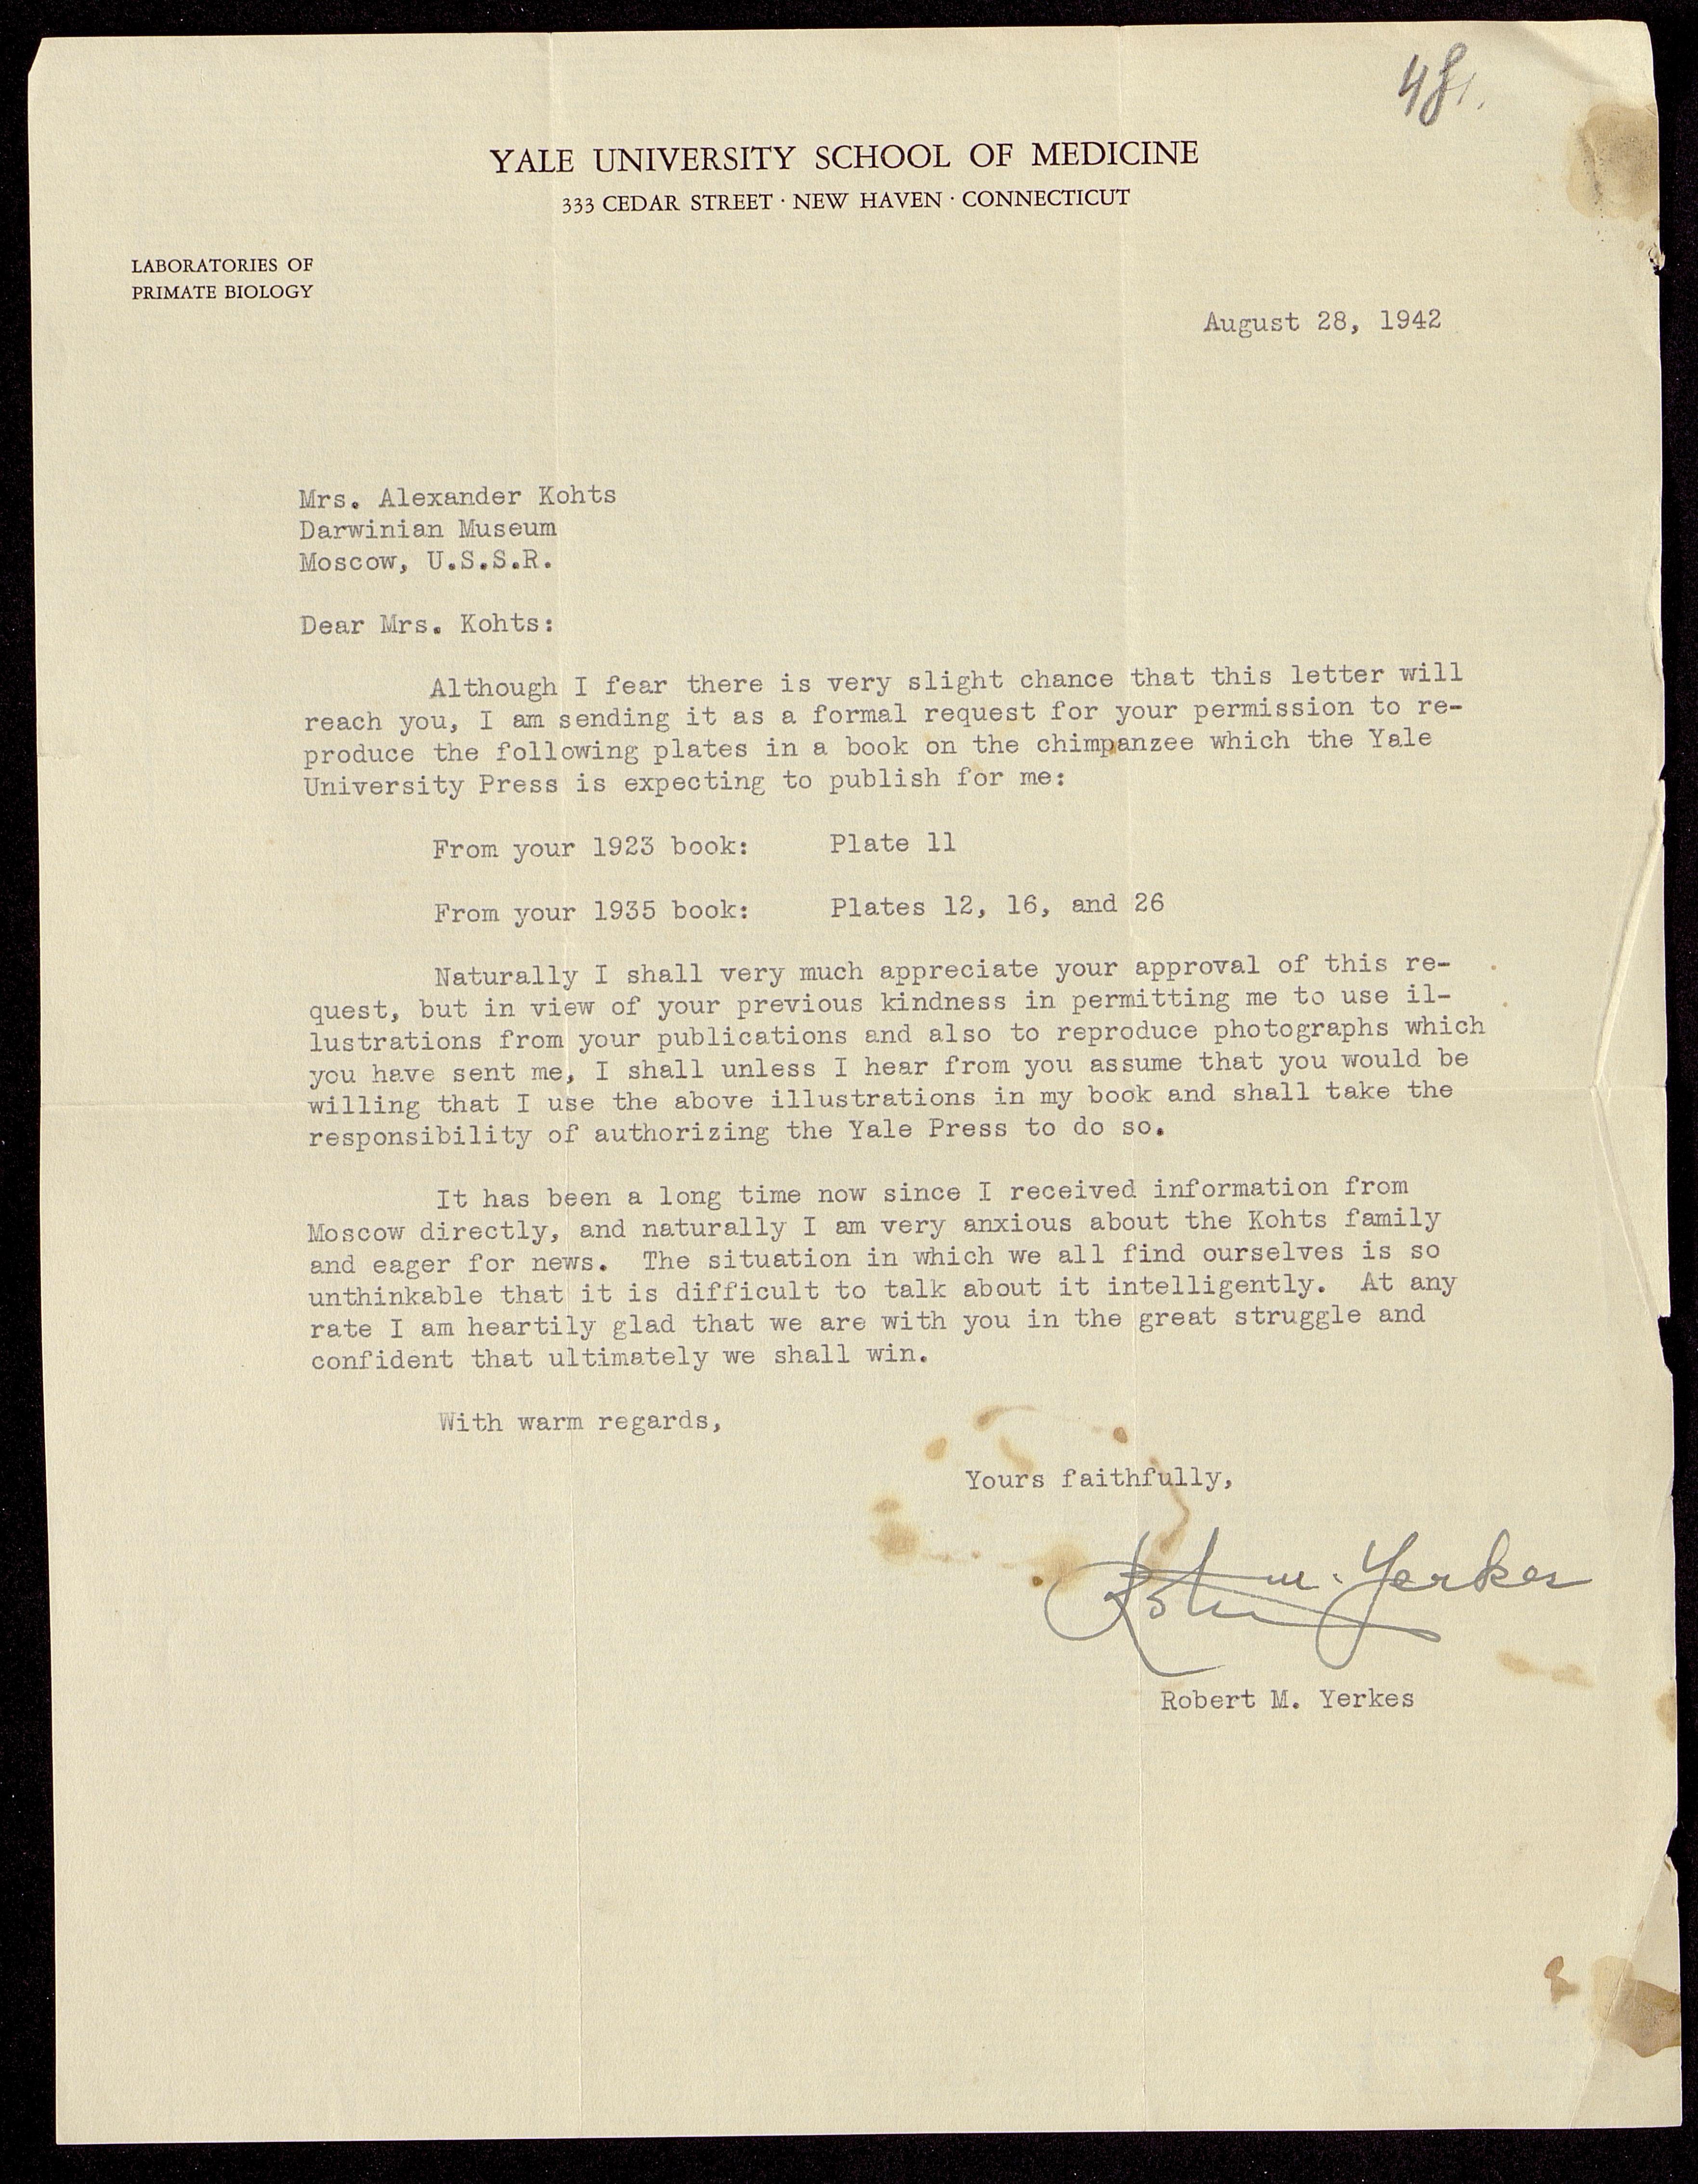 48.
YALE UNIVERSITY SCHOOL OF MEDICINE
333 CEDAR STREET · NEW HAVEN · CONNECTICUT
LABORATORIES OF
PRIMATE BIOLOGY
August 28, 1942
Mrs. Alexander Kohts
Darwinian Museum
Moscow, U.S.S.R.
Dear Mrs. Kohts:
Although I fear there is very slight chance that this letter will
reach you, I am sending it as a formal request for your permission to re-
produce the following plates in a book on the chimpanzee which the Yale
University Press is expecting to publish for me:
From your 1923 book: Plate 11
From your 1935 book: Plates 12, 16, and 26
Naturally I shall very much appreciate your approval of this re-
quest, but in view of your previous kindness in permitting me to use il-
lustrations from your publications and also to reproduce photographs which
you have sent me, I shall unless I hear from you assume that you would be
willing that I use the above illustrations in my book and shall take the
responsibility of authorizing the Yale Press to do so.
It has been a long time now since I received information from
Moscow directly, and naturally I am very anxious about the Kohts family
and eager for news. The situation in which we all find ourselves is so
unthinkable that it is difficult to talk about it intelligently. At any
rate I am heartily glad that we are with you in the great struggle and
confident that ultimately we shall win.
With warm regards,
Yours faithfully,
Robert M. Yerkes
Robert M. Yerkes